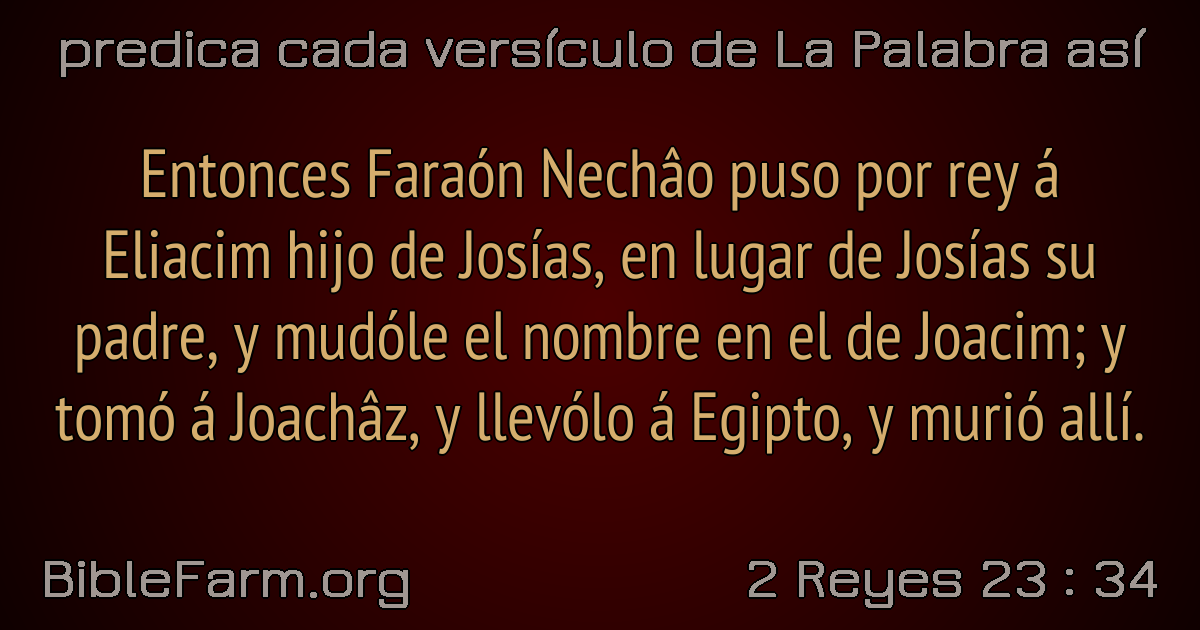 predica cada versículo de La Palabra así
Entonces Faraón Nechâo puso por rey á
Eliacim hijo de Josías, en lugar de Josías su
padre, y mudóle el nombre en el de Joacim; y
tomó á Joachâz, y llevólo á Egipto, y murió allí.
BibleFarm.org
2 Reyes 23 : 34